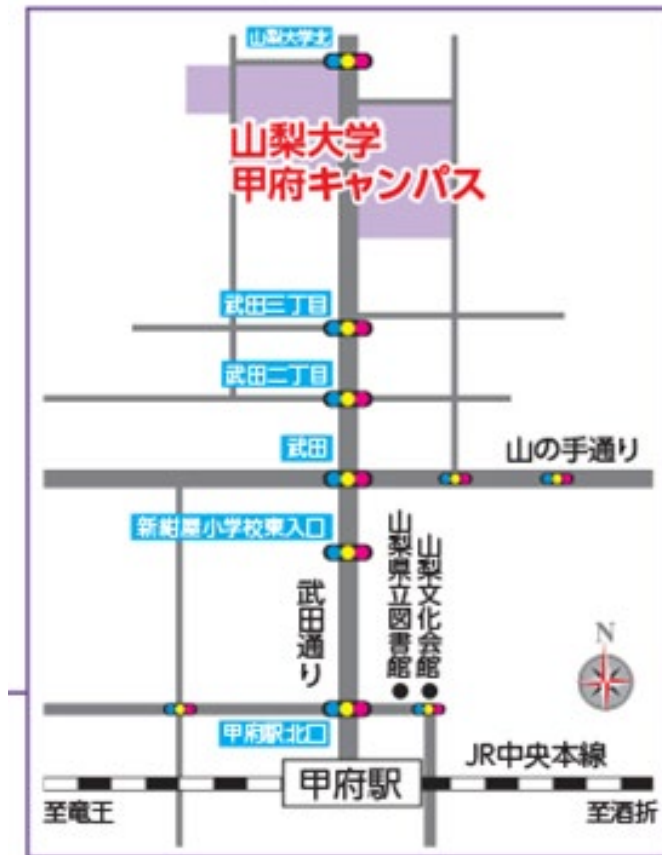 山梨大学北
山梨大学
甲府キャンパス
武田三丁目
武田二丁目
武田
山の手通り
新紺屋小学校東入口
山梨県立図書館
山梨文化会館
武田通り
N
甲府駅北口
JR中央本線
甲府駅
至竜王
至酒折